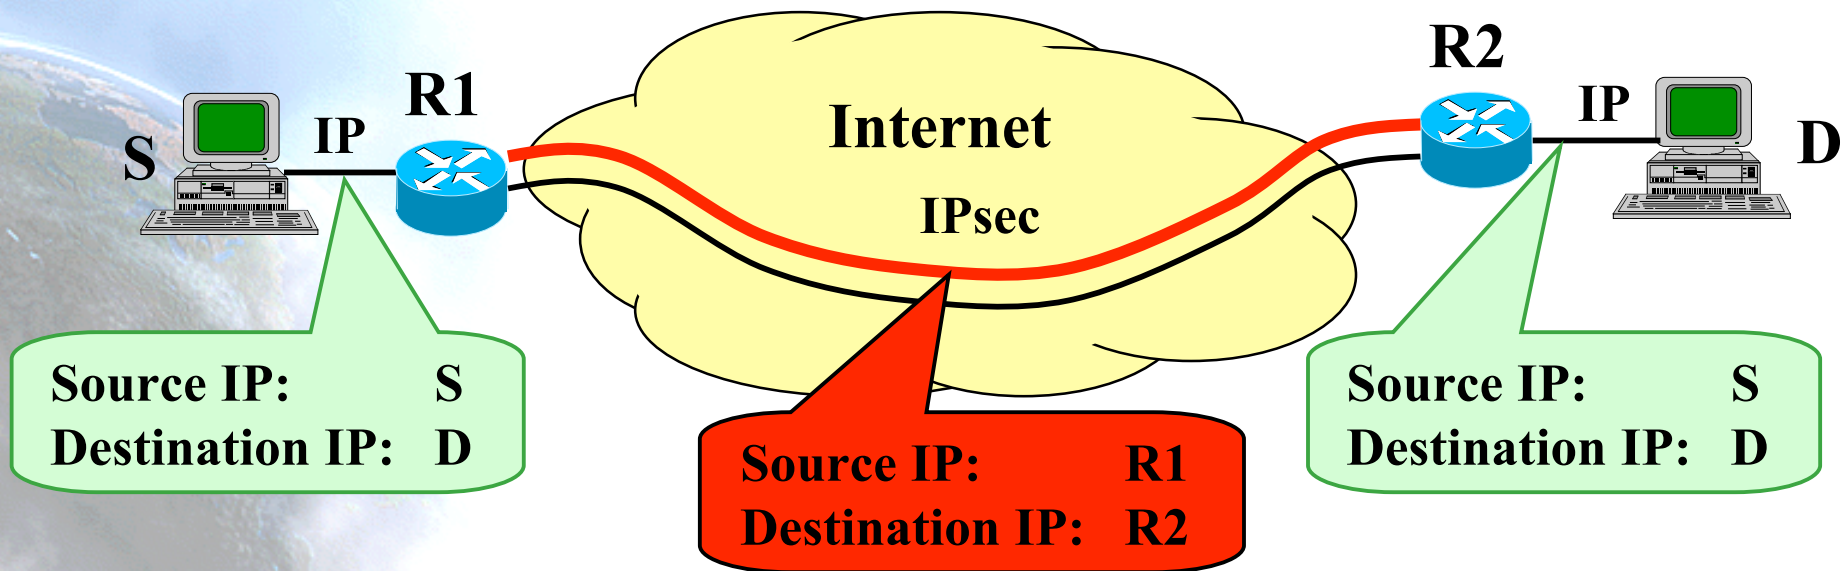 R2
R1
Internet
IP
IP
S
D
IPsec
Source IP: S
Destination IP: D
Source IP: R1
Destination IP: R2
Source IP: S
Destination IP: D